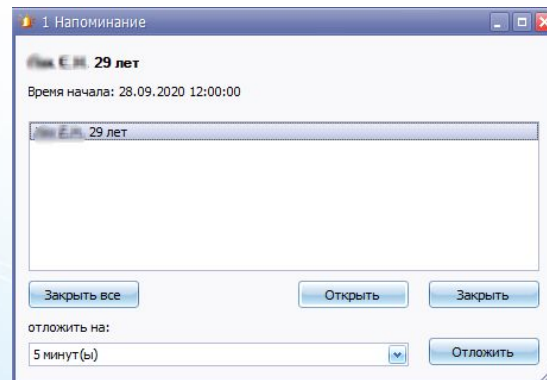 1 Напоминание
Є.Н. 29 лет
Время начала: 28.09.2020 12:00:00
Е.Н. 29 лет
Закрыть все
Открыть
Закрыть
отложить на:
5 минут(ы)
Отложить